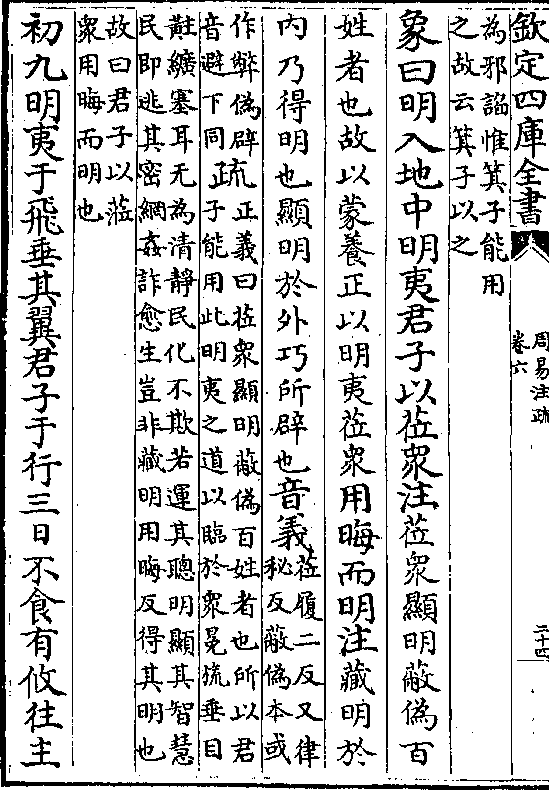 欽定四庫全書
周易注疏
卷六
二十四
為邪諂惟箕子能用
之故云箕子以之
象曰明入地中明夷君子以莅衆注莅衆顯明蔽偽百
姓者也故以蒙養正以明夷莅衆用晦而明注藏明於
内乃得明也顯明於外巧所辟也音義莅履二反又律
秘反蔽偽本或
作弊偽辟
音避下同疏正義曰莅衆顯明蔽偽百姓者也所以君
子能用此明夷之道以臨於衆冕旒垂目
黈纊塞耳无為清靜民化不欺若運其聰明顯其智慧
民即逃其密網姦詐愈生豈非藏明用晦反得其明也
故曰君子以莅
衆用晦而明也
初九明夷于飛垂其翼君子于行三日不食有攸往主